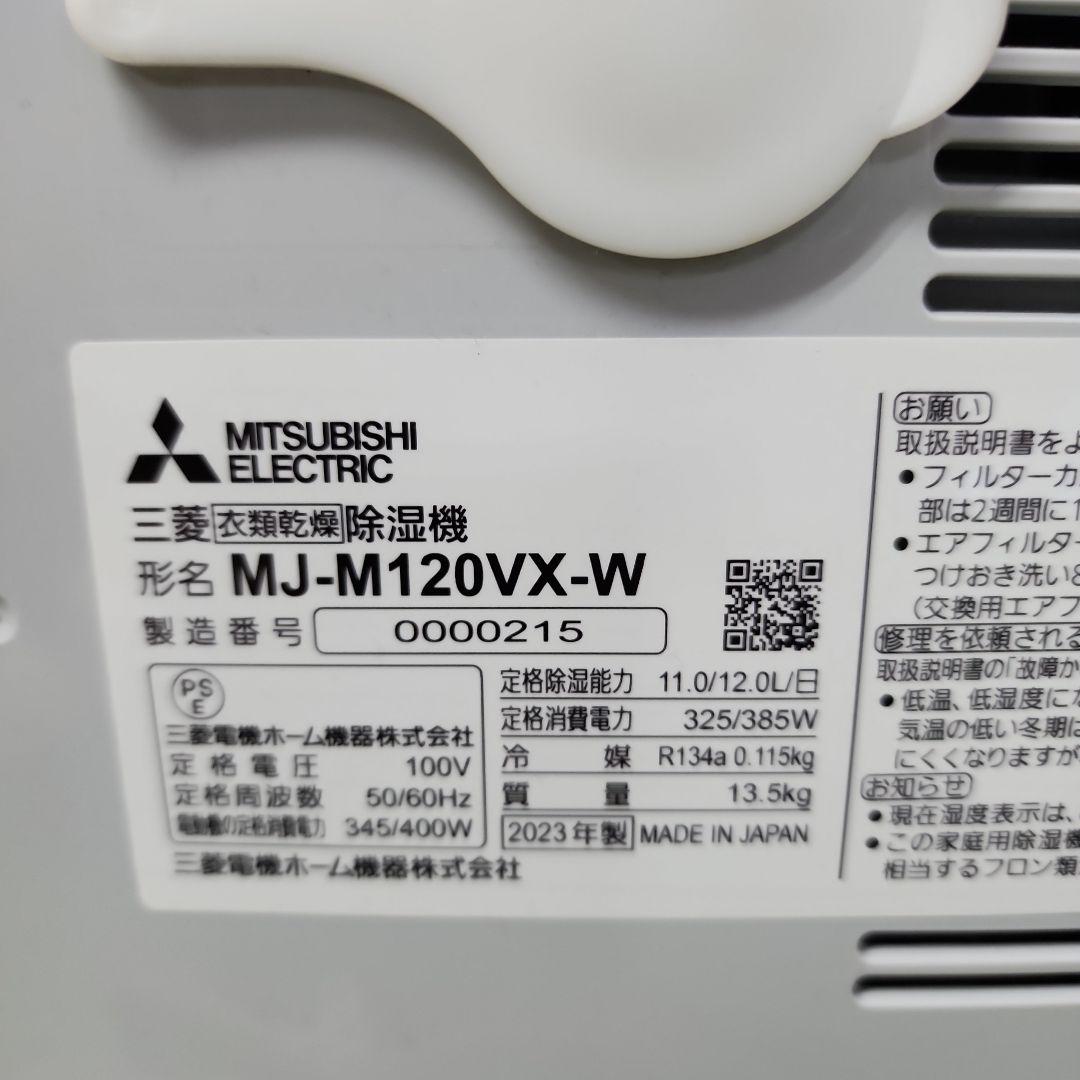 MITSUBISHI
ELECTRIC
三菱衣類乾燥除湿機
形名 MJ-M120VX-W
製造番号 0000215
PS
E
三菱電機ホーム機器株式会社
定格電圧 100V
定格周波数 50/60Hz
電動機の定格消費電力 345/400W
三菱電機ホーム機器株式会社
定格除湿能力 11.0/12.0L/日
定格消費電力 325/385W
冷媒 R134a 0.115kg
質量 13.5kg
2023年製 MADE IN JAPAN
お願い
取扱説明書をよ
●フィルターカ
部は2週間に1
●エアフィルター
つけおき洗い
(交換用エアフ
修理を依頼される
取扱説明書の「故障か
●低温、低湿度にな
気温の低い冬期は
にくくなりますが
お知らせ
●現在湿度表示は、
●この家庭用除湿機
相当するフロン類